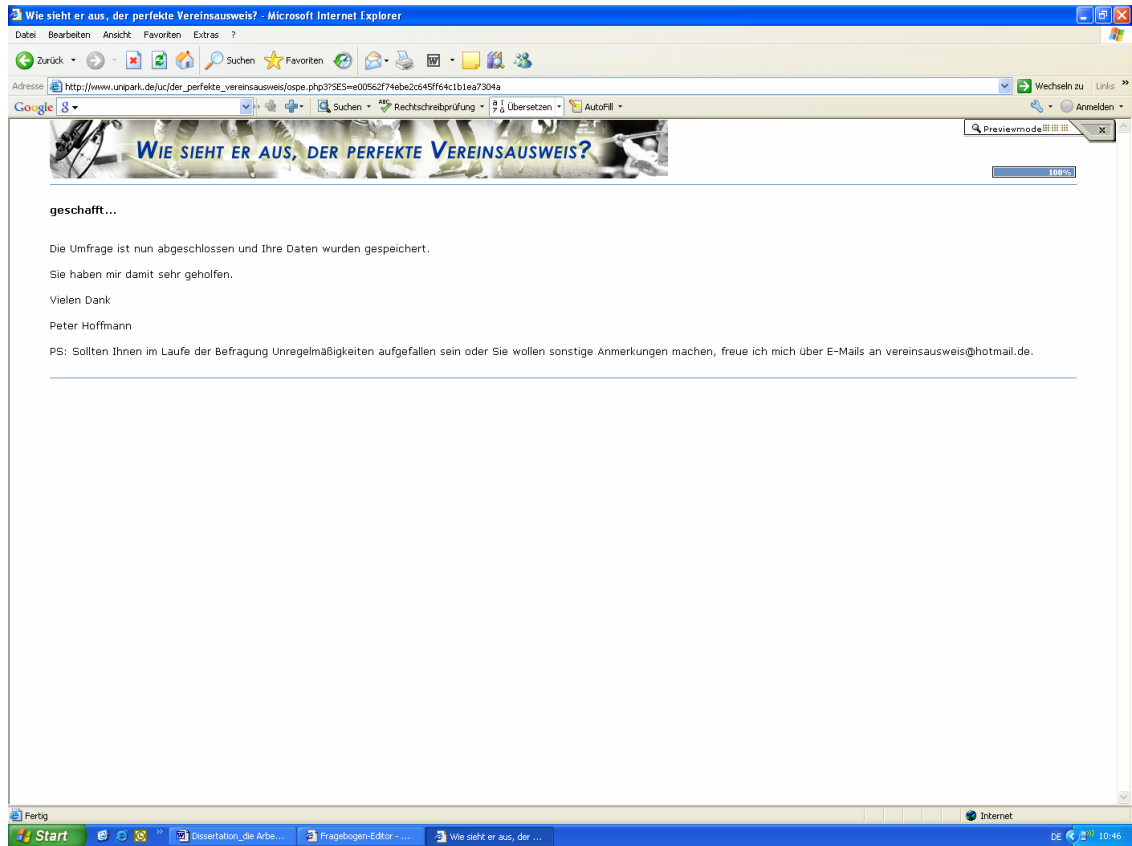 Wie sieht er aus, der perfekte Vereinsausweis? - Microsoft Internet Explorer
Datei Bearbeiten Ansicht Favoriten Extras ?
Zurück Suchen Favoriten
Adresse http://www.unipark.de/uc/der_perfekte_vereinsausweis/ospe.php3?SES=e00562f74ebe2c645ff64c1b1ea7304a Wechseln zu Links »
Google Suchen Rechtschreibprüfung Übersetzen AutoFill Anmelden
Previewmode x
WIE SIEHT ER AUS, DER PERFEKTE VEREINSAUSWEIS?
100%
geschafft...
Die Umfrage ist nun abgeschlossen und Ihre Daten wurden gespeichert.
Sie haben mir damit sehr geholfen.
Vielen Dank
Peter Hoffmann
PS: Sollten Ihnen im Laufe der Befragung Unregelmäßigkeiten aufgefallen sein oder Sie wollen sonstige Anmerkungen machen, freue ich mich über E-Mails an vereinsausweis@hotmail.de.
Fertig Internet
Start » Dissertation_die Arbe... Fragebogen-Editor - ... Wie sieht er aus, der ... DE 10:46